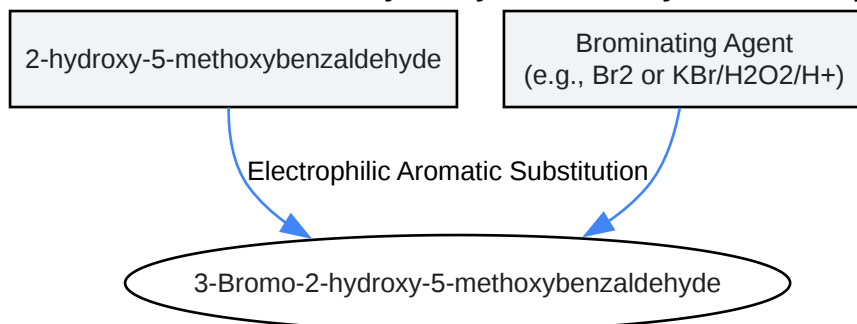 2-hydroxy-5-methoxybenzaldehyde
Brominating Agent
(e.g., Br2 or KBr/H2O2/H+)
Electrophilic Aromatic Substitution
3-Bromo-2-hydroxy-5-methoxybenzaldehyde